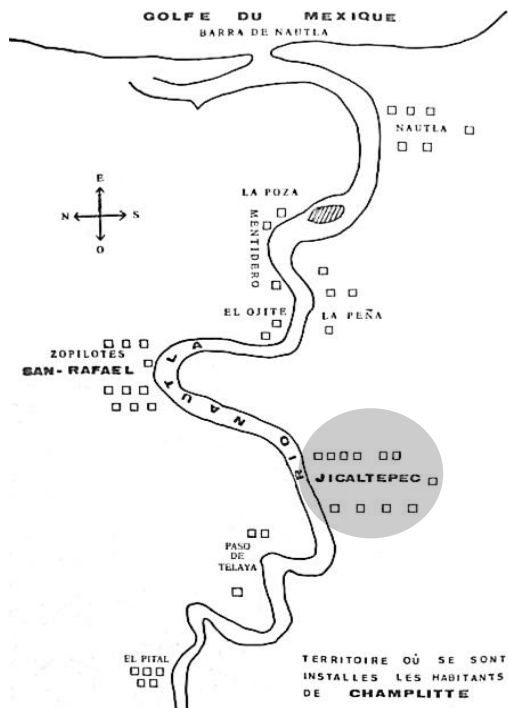 GOLFE DU MEXIQUE
BARRA DE NAUTLA
NAUTLA
E
N S
O
LA POZA
MENTIDERO
EL OJITE
LA PEÑA
ZOPILOTES
SAN-RAFAEL
RIO NAUTLA
JICALTEPEC
PASO
DE
TELAYA
EL PITAL
TERRITOIRE OÙ SE SONT
INSTALLES LES HABITANTS
DE CHAMPLITTE